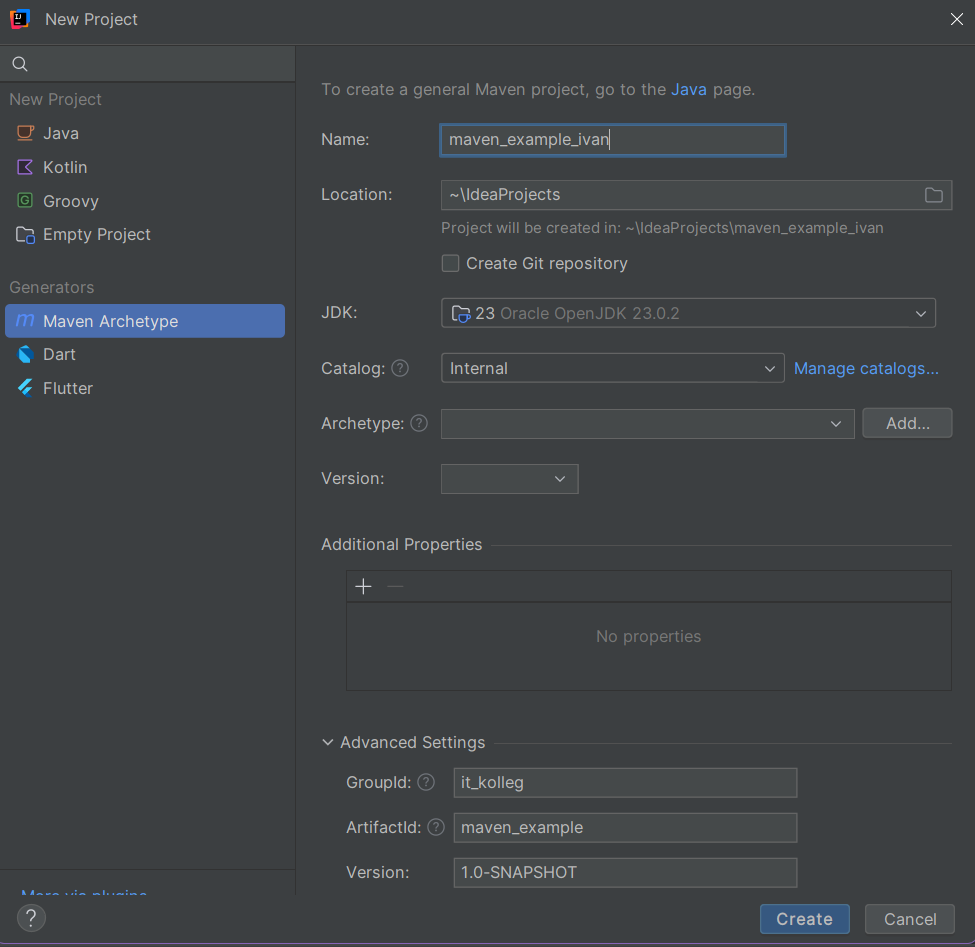 New Project
New Project
Java
Kotlin
Groovy
Empty Project
Generators
Maven Archetype
Dart
Flutter
To create a general Maven project, go to the Java page.
Name: maven_example_ivan
Location: ~\IdeaProjects
Project will be created in: ~\IdeaProjects\maven_example_ivan
Create Git repository
JDK: 23 Oracle OpenJDK 23.0.2
Catalog: ? Internal Manage catalogs...
Archetype: ? Add...
Version:
Additional Properties
No properties
Advanced Settings
GroupId: ? it_kolleg
ArtifactId: ? maven_example
Version: 1.0-SNAPSHOT
More via plugins
? Create Cancel